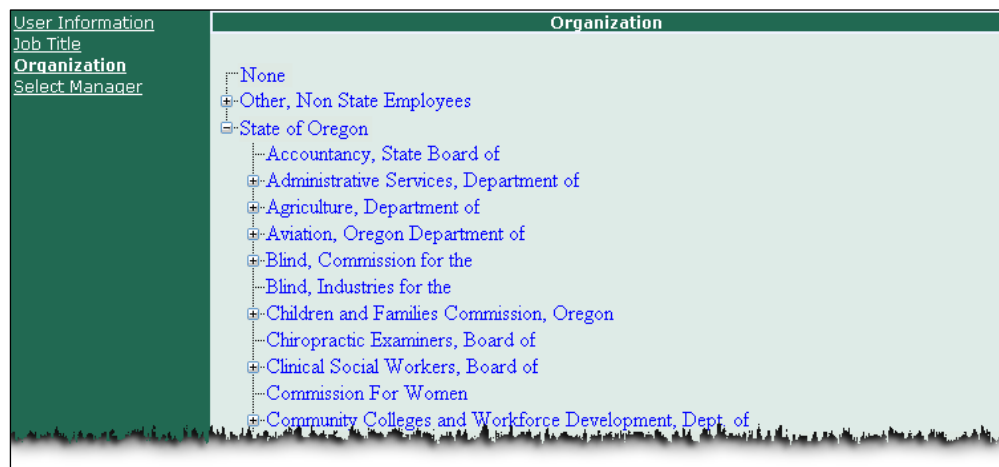 User Information
Job Title
Organization
Select Manager
Organization
None
Other, Non State Employees
State of Oregon
Accountancy, State Board of
Administrative Services, Department of
Agriculture, Department of
Aviation, Oregon Department of
Blind, Commission for the
Blind, Industries for the
Children and Families Commission, Oregon
Chiropractic Examiners, Board of
Clinical Social Workers, Board of
Commission For Women
Community Colleges and Workforce Development, Dept. of